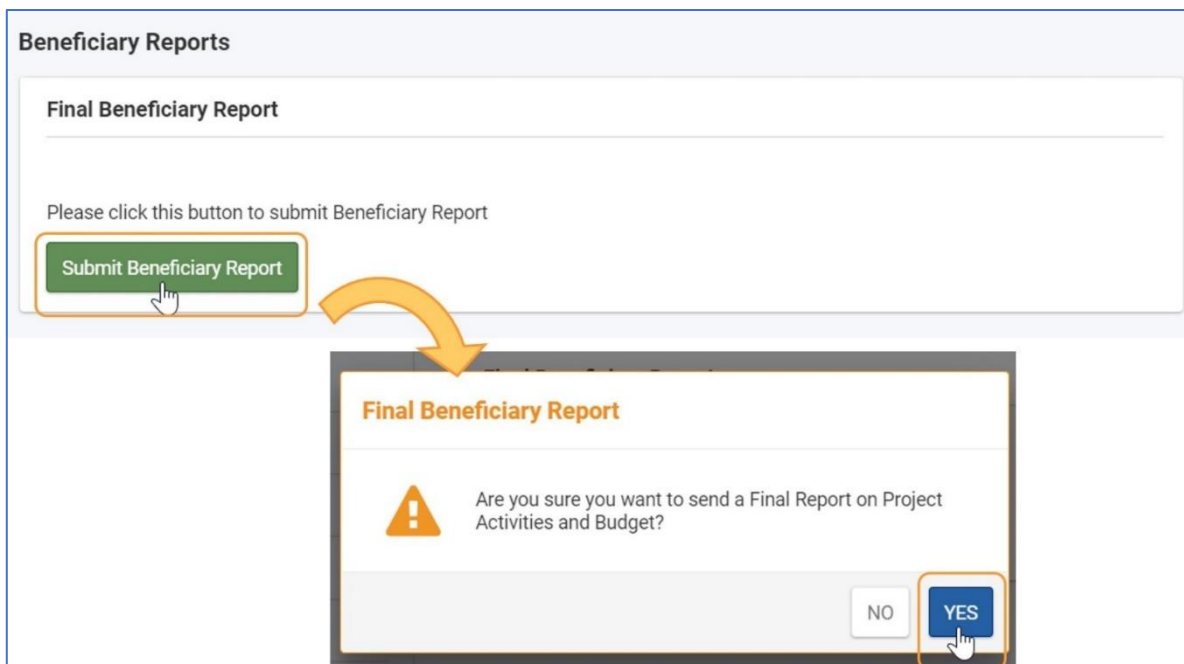 Beneficiary Reports
Final Beneficiary Report
Please click this button to submit Beneficiary Report
Submit Beneficiary Report
Final Beneficiary Report
Are you sure you want to send a Final Report on Project
Activities and Budget?
NO
YES